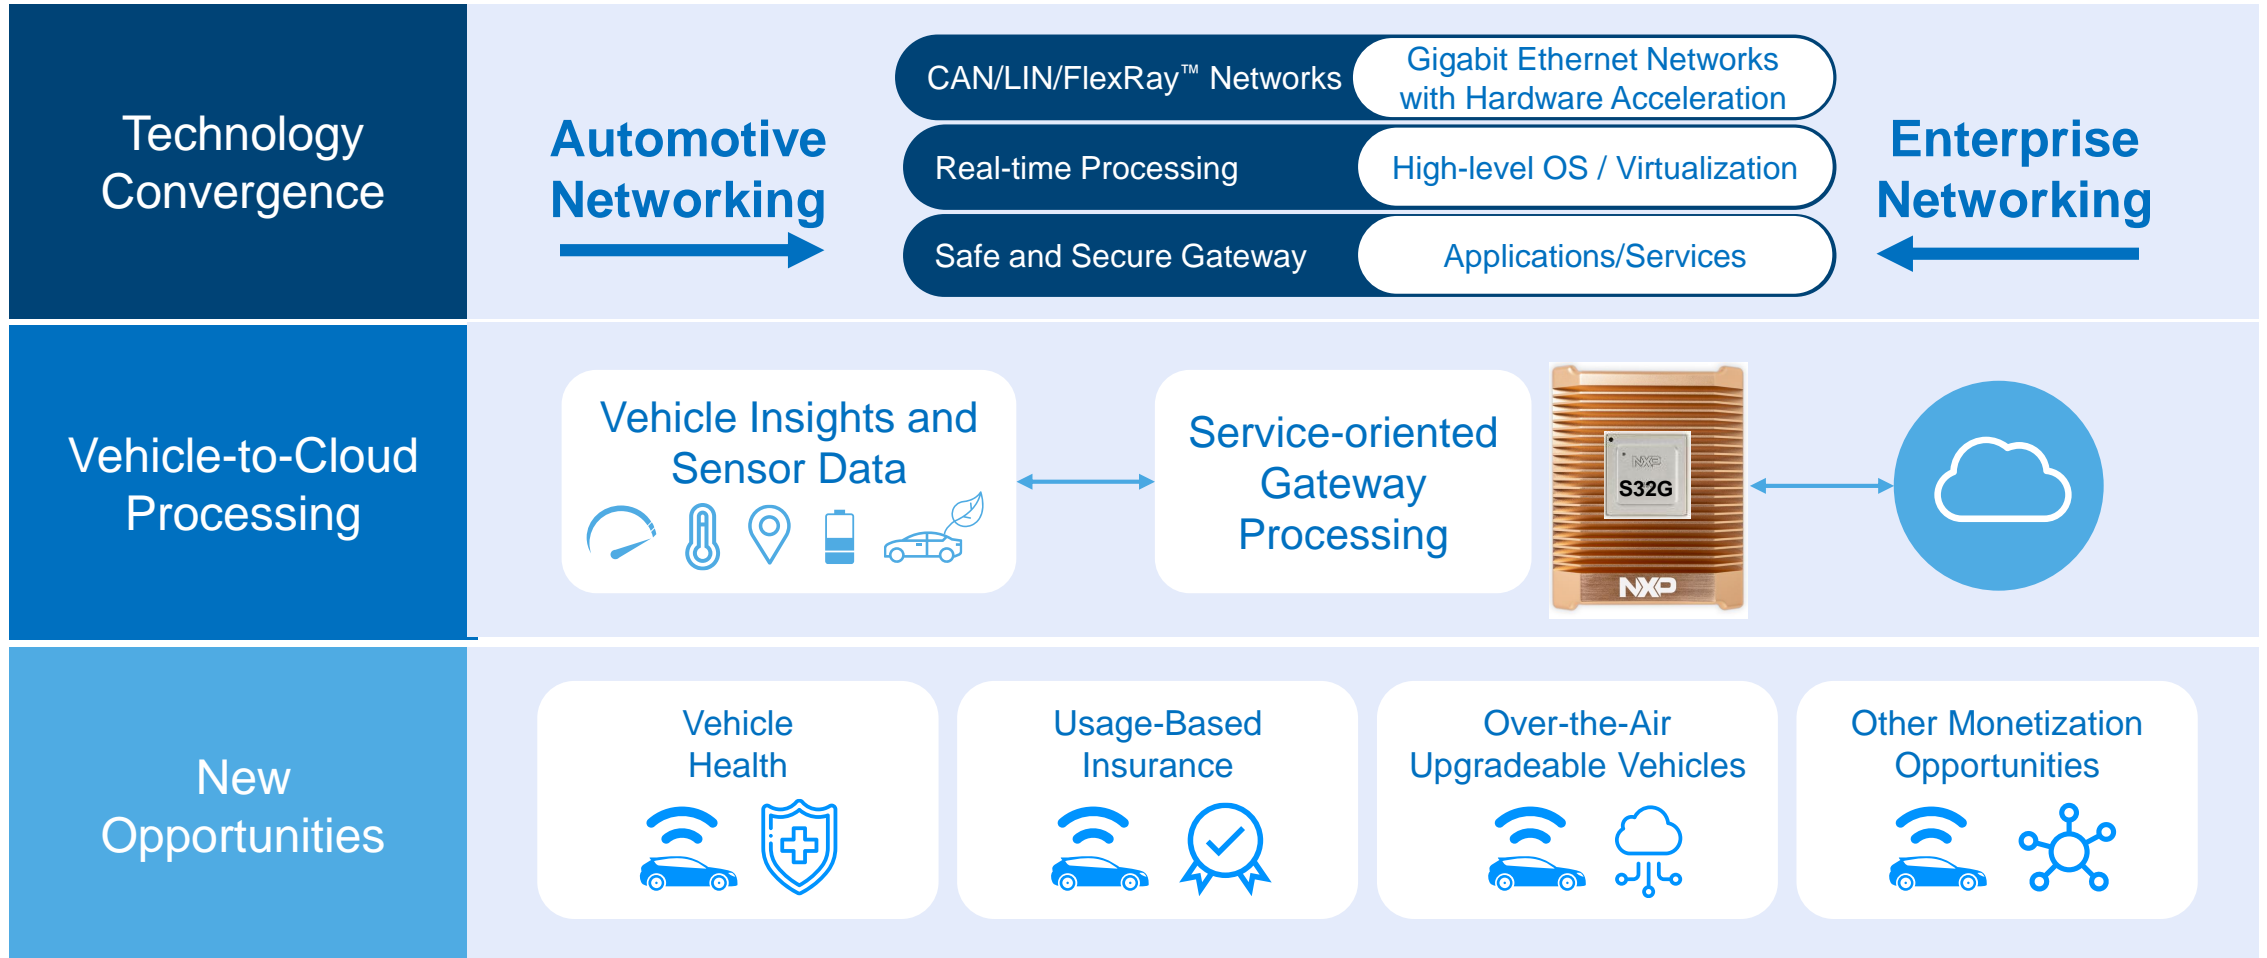 Technology
Convergence
Automotive
Networking
CAN/LIN/FlexRay™ Networks
Gigabit Ethernet Networks
with Hardware Acceleration
Real-time Processing
High-level OS / Virtualization
Safe and Secure Gateway
Applications/Services
Enterprise
Networking
Vehicle-to-Cloud
Processing
Vehicle Insights and
Sensor Data
Service-oriented
Gateway
Processing
NXP
S32G
NXP
New
Opportunities
Vehicle
Health
Usage-Based
Insurance
Over-the-Air
Upgradeable Vehicles
Other Monetization
Opportunities